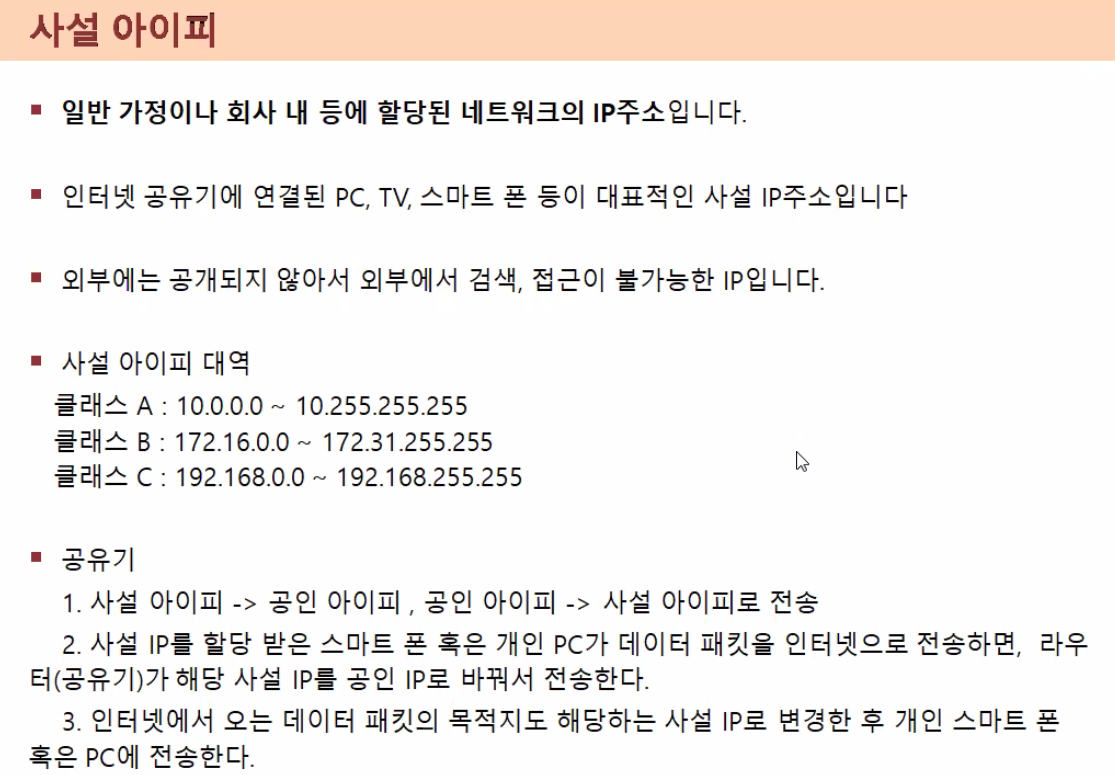 사설 아이피
일반 가정이나 회사 내 등에 할당된 네트워크의 IP주소입니다.
인터넷 공유기에 연결된 PC, TV, 스마트 폰 등이 대표적인 사설 IP주소입니다
외부에는 공개되지 않아서 외부에서 검색, 접근이 불가능한 IP입니다.
사설 아이피 대역
클래스 A : 10.0.0.0 ~ 10.255.255.255
클래스 B : 172.16.0.0 ~ 172.31.255.255
클래스 C : 192.168.0.0 ~ 192.168.255.255
공유기
1. 사설 아이피 -> 공인 아이피 , 공인 아이피 -> 사설 아이피로 전송
2. 사설 IP를 할당 받은 스마트 폰 혹은 개인 PC가 데이터 패킷을 인터넷으로 전송하면, 라우
터(공유기)가 해당 사설 IP를 공인 IP로 바꿔서 전송한다.
3. 인터넷에서 오는 데이터 패킷의 목적지도 해당하는 사설 IP로 변경한 후 개인 스마트 폰
혹은 PC에 전송한다.